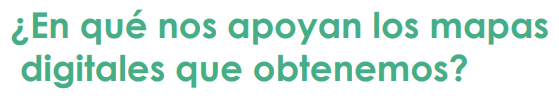 ¿En qué nos apoyan los mapas
digitales que obtenemos?